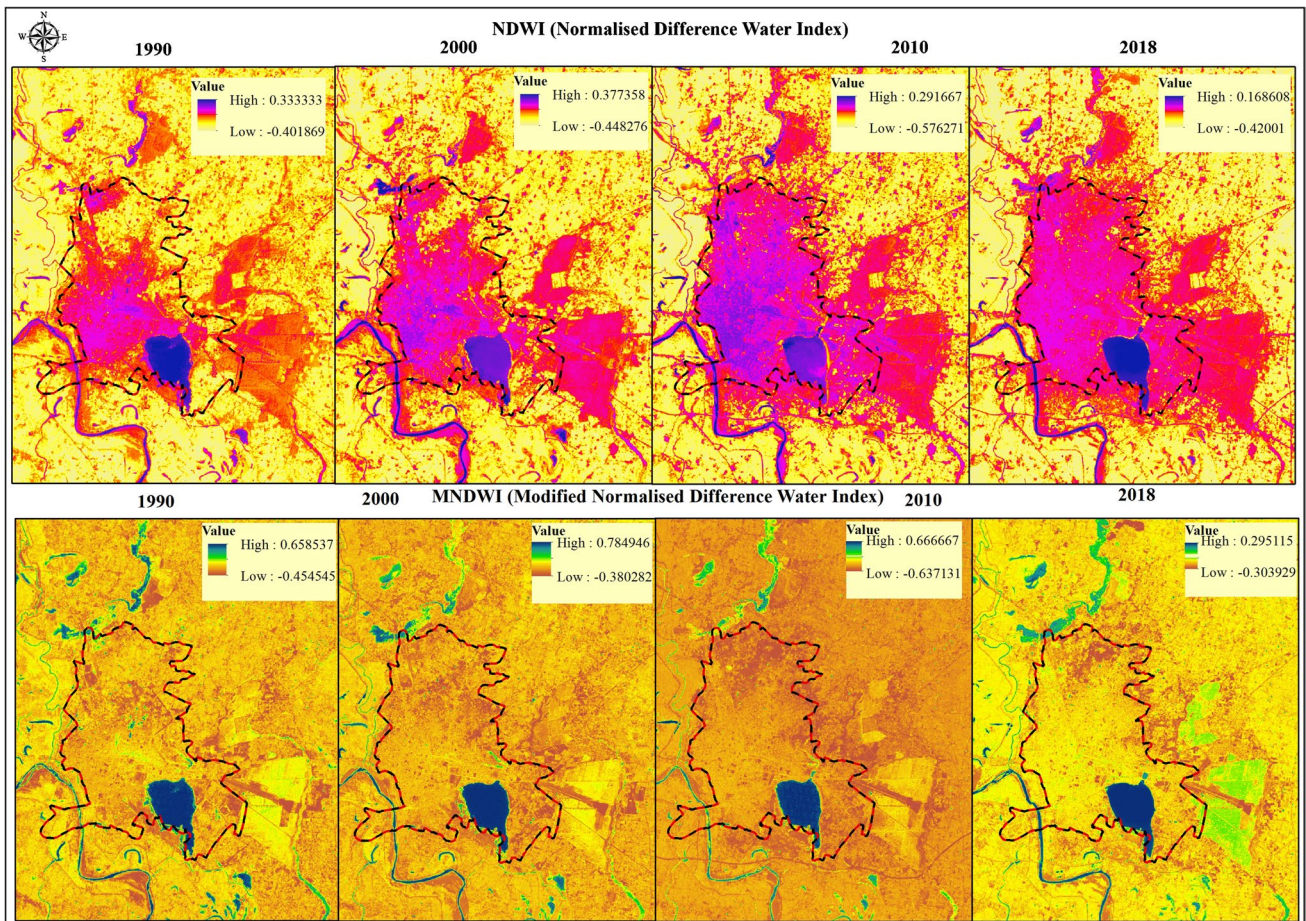 NDWI (Normalised Difference Water Index)
N
W E
S
1990 2000 2010 2018
Value
High : 0.333333
Low : -0.401869
Value
High : 0.377358
Low : -0.448276
Value
High : 0.291667
Low : -0.576271
Value
High : 0.168608
Low : -0.42001
1990 2000 MNDWI (Modified Normalised Difference Water Index) 2010 2018
Value
High : 0.658537
Low : -0.454545
Value
High : 0.784946
Low : -0.380282
Value
High : 0.666667
Low : -0.637131
Value
High : 0.295115
Low : -0.303929